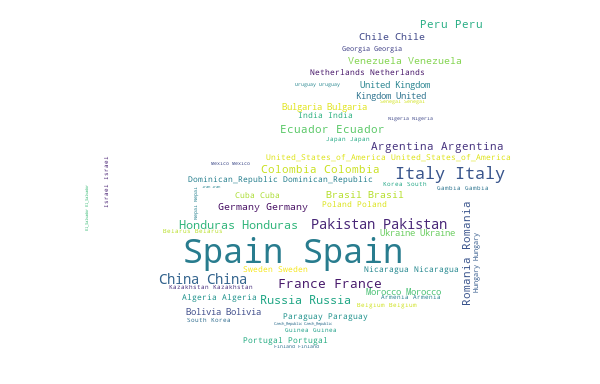 Peru Peru
Chile Chile
Georgia Georgia
Venezuela Venezuela
Netherlands Netherlands
Uruguay Uruguay
United Kingdom
Kingdom United
Senegal Senegal
Bulgaria Bulgaria
India India
Nigeria Nigeria
Ecuador Ecuador
Japan Japan
Argentina Argentina
United_States_of_America United_States_of_America
Mexico Mexico
Israel Israel
Colombia Colombia
Italy Italy
Dominican_Republic Dominican_Republic
Korea South
Gambia Gambia
El_Salvador El_Salvador
Nepal Nepal
Cuba Cuba
Brasil Brasil
Germany Germany
Poland Poland
Honduras Honduras
Pakistan Pakistan
Belarus Belarus
Ukraine Ukraine
Romania Romania
Hungary Hungary
Spain Spain
Sweden Sweden
Nicaragua Nicaragua
China China
France France
Kazakhstan Kazakhstan
Morocco Morocco
Algeria Algeria
Russia Russia
Armenia Armenia
Belgium Belgium
Bolivia Bolivia
South Korea
Paraguay Paraguay
Czech_Republic Czech_Republic
Guinea Guinea
Portugal Portugal
Finland Finland